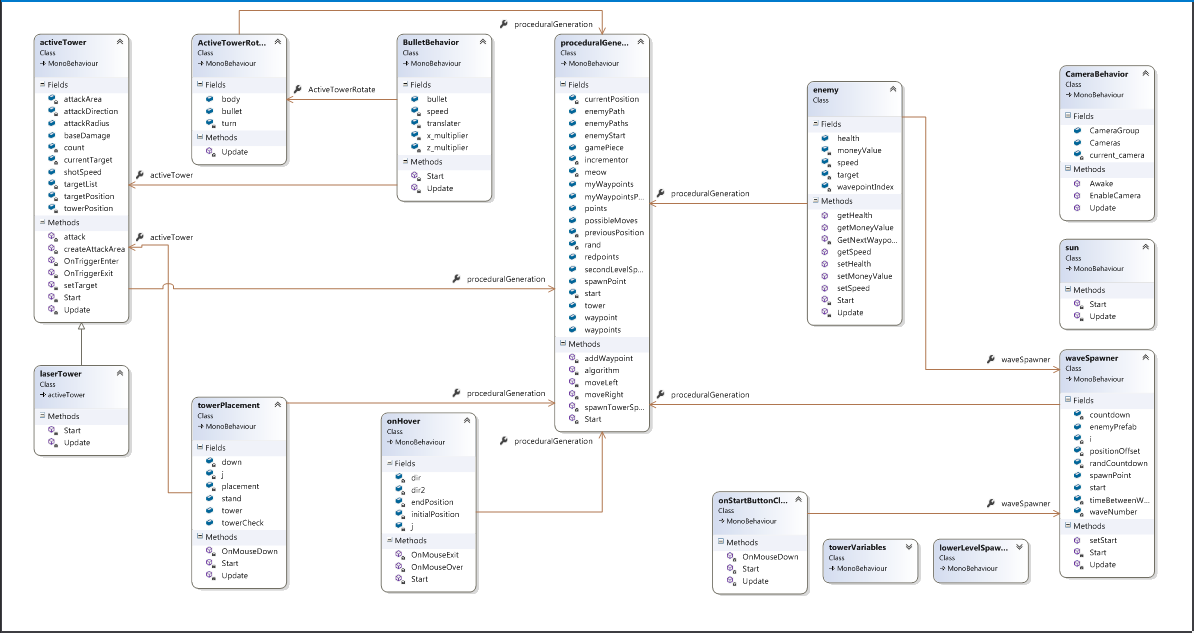 proceduralGeneration
activeTower
Class
MonoBehaviour
Fields
attackArea
attackDirection
attackRadius
baseDamage
count
currentTarget
shotSpeed
targetList
targetPosition
towerPosition
Methods
attack
createAttackArea
OnTriggerEnter
OnTriggerExit
setTarget
Start
Update
ActiveTowerRot...
Class
MonoBehaviour
Fields
body
bullet
turn
Methods
Update
ActiveTowerRotate
BulletBehavior
Class
MonoBehaviour
Fields
bullet
speed
translater
x_multiplier
z_multiplier
Methods
Start
Update
activeTower
activeTower
proceduralGeneration
proceduralGene...
Class
MonoBehaviour
Fields
currentPosition
enemyPath
enemyPaths
enemyStart
gamePiece
incrementor
meow
myWaypoints
myWaypointsP...
points
possibleMoves
previousPosition
rand
redpoints
secondLevelSp...
spawnPoint
start
tower
waypoint
waypoints
Methods
addWaypoint
algorithm
moveLeft
moveRight
spawnTowerSp...
Start
proceduralGeneration
enemy
Class
Fields
health
moneyValue
speed
target
wavepointIndex
Methods
getHealth
getMoneyValue
GetNextWaypo...
getSpeed
setHealth
setMoneyValue
setSpeed
Start
Update
CameraBehavior
Class
MonoBehaviour
Fields
CameraGroup
Cameras
current_camera
Methods
Awake
EnableCamera
Update
sun
Class
MonoBehaviour
Methods
Start
Update
laserTower
Class
activeTower
Methods
Start
Update
towerPlacement
Class
MonoBehaviour
Fields
down
j
placement
stand
tower
towerCheck
Methods
OnMouseDown
Start
Update
proceduralGeneration
onHover
Class
MonoBehaviour
Fields
dir
dir2
endPosition
initialPosition
j
Methods
OnMouseExit
OnMouseOver
Start
proceduralGeneration
proceduralGeneration
waveSpawner
waveSpawner
Class
MonoBehaviour
Fields
countdown
enemyPrefab
i
positionOffset
randCountdown
spawnPoint
start
timeBetweenW...
waveNumber
Methods
setStart
Start
Update
onStartButtonCl...
Class
MonoBehaviour
Methods
OnMouseDown
Start
Update
waveSpawner
towerVariables
Class
MonoBehaviour
lowerLevelSpaw...
Class
MonoBehaviour